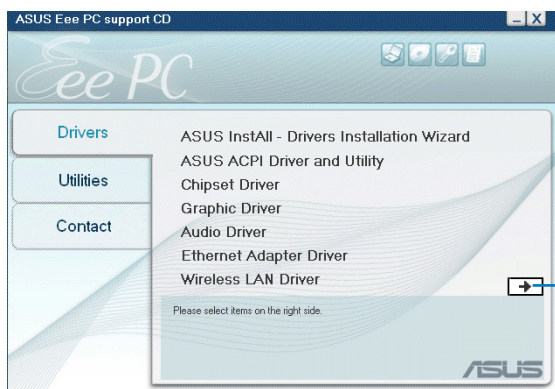 ASUS Eee PC support CD
Eee PC
Drivers
Utilities
Contact
ASUS InstAll - Drivers Installation Wizard
ASUS ACPI Driver and Utility
Chipset Driver
Graphic Driver
Audio Driver
Ethernet Adapter Driver
Wireless LAN Driver
Please select items on the right side.
ASUS